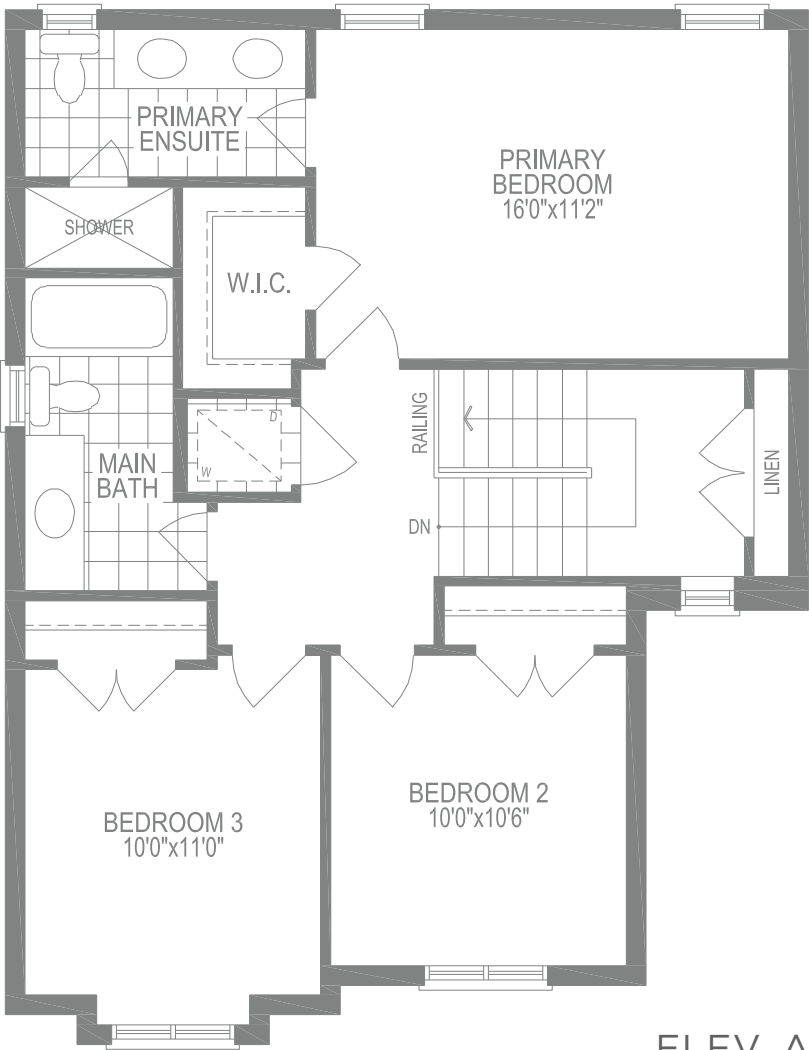 PRIMARY
ENSUITE
PRIMARY
BEDROOM
16'0"x11'2"
SHOWER
W.I.C.
RAILING
D
W
MAIN
BATH
LINEN
DN
BEDROOM 2
10'0"x10'6"
BEDROOM 3
10'0"x11'0"
ELEV. A